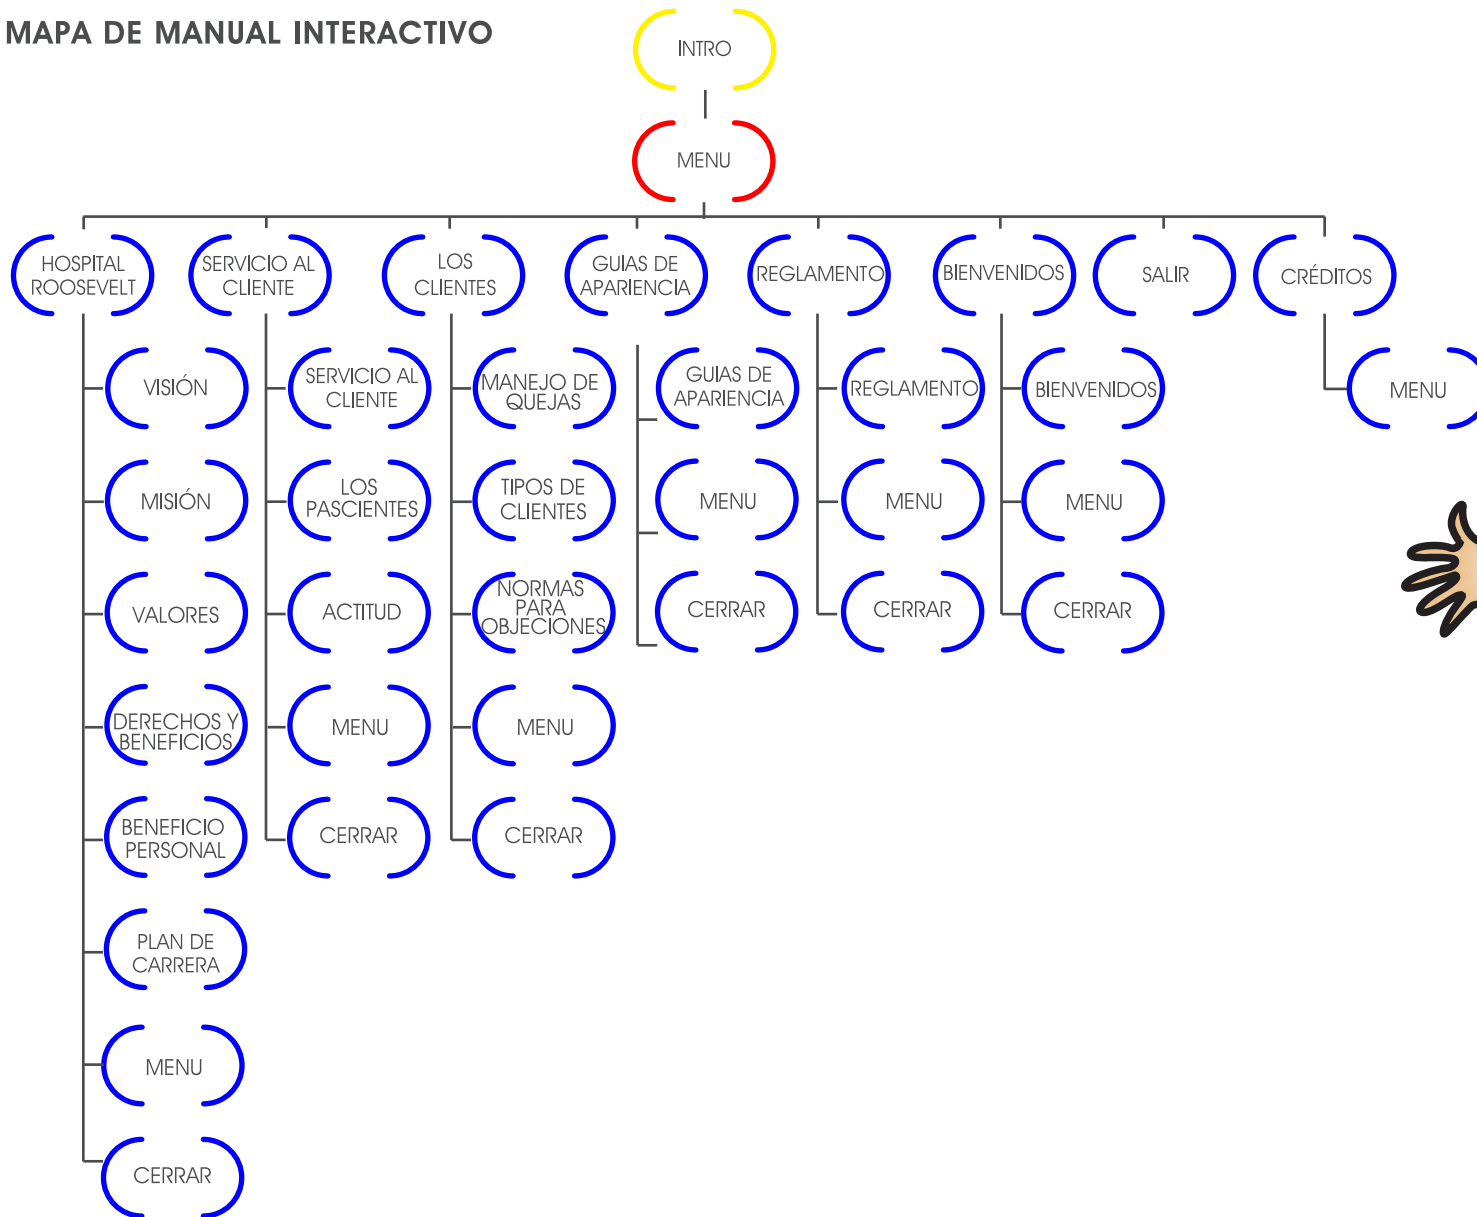 MAPA DE MANUAL INTERACTIVO
INTRO
MENU
HOSPITAL
ROOSEVELT
SERVICIO AL
CLIENTE
LOS
CLIENTES
GUIAS DE
APARIENCIA
REGLAMENTO
BIENVENIDOS
SALIR
CRÉDITOS
VISIÓN
MISIÓN
VALORES
DERECHOS Y
BENEFICIOS
BENEFICIO
PERSONAL
PLAN DE
CARRERA
MENU
CERRAR
SERVICIO AL
CLIENTE
LOS
PASCIENTES
ACTITUD
MENU
CERRAR
MANEJO DE
QUEJAS
TIPOS DE
CLIENTES
NORMAS
PARA
OBJECIONES
MENU
CERRAR
GUIAS DE
APARIENCIA
MENU
CERRAR
REGLAMENTO
MENU
CERRAR
BIENVENIDOS
MENU
CERRAR
MENU